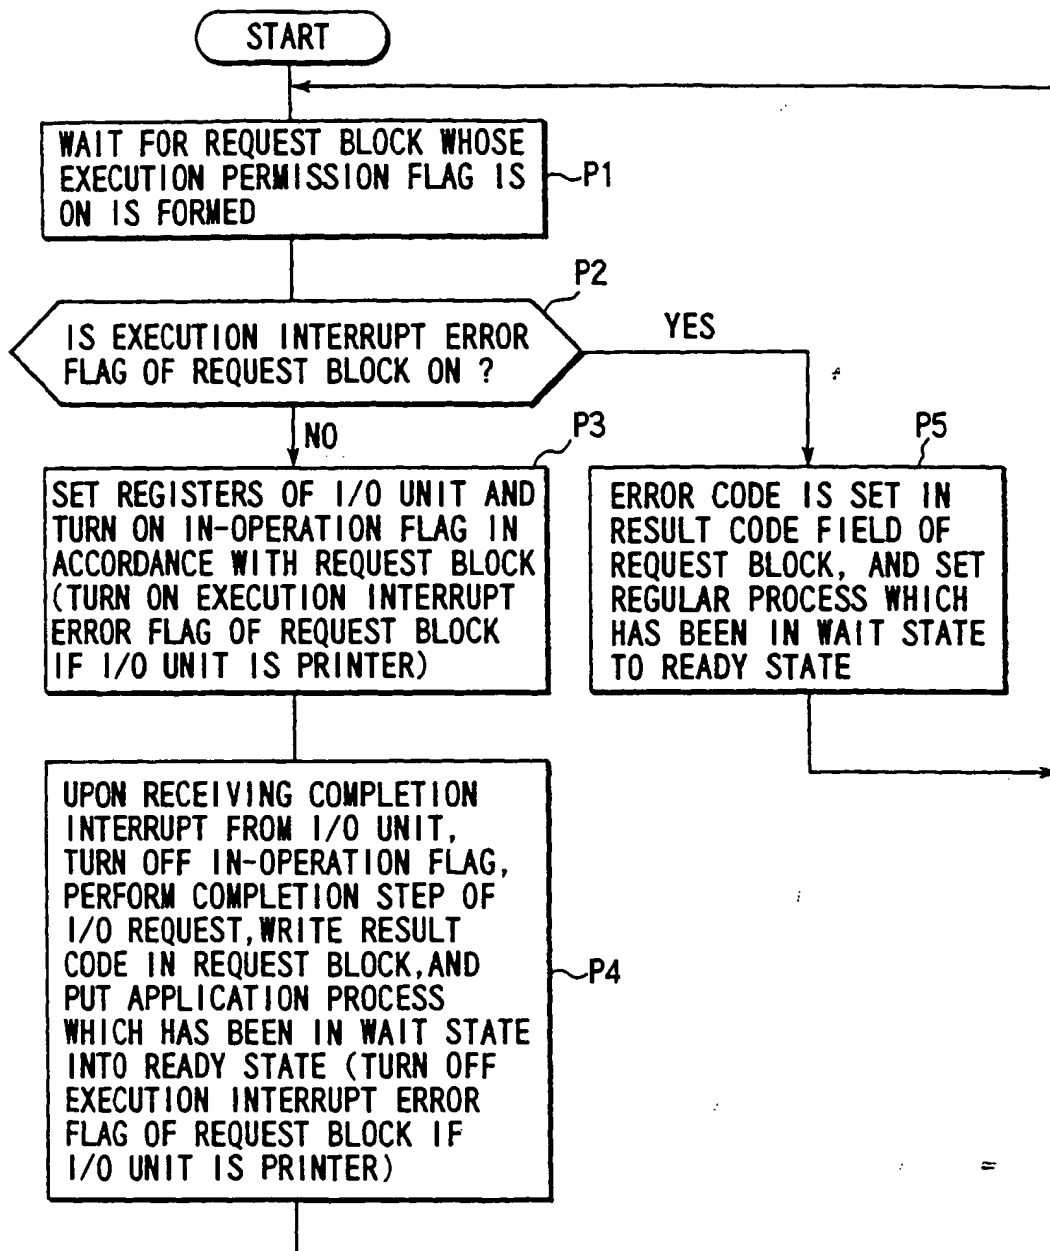 START
WAIT FOR REQUEST BLOCK WHOSE
EXECUTION PERMISSION FLAG IS
ON IS FORMED
P1
P2
IS EXECUTION INTERRUPT ERROR
FLAG OF REQUEST BLOCK ON ?
YES
NO
P3
SET REGISTERS OF I/O UNIT AND
TURN ON IN-OPERATION FLAG IN
ACCORDANCE WITH REQUEST BLOCK
(TURN ON EXECUTION INTERRUPT
ERROR FLAG OF REQUEST BLOCK
IF I/O UNIT IS PRINTER)
P5
ERROR CODE IS SET IN
RESULT CODE FIELD OF
REQUEST BLOCK, AND SET
REGULAR PROCESS WHICH
HAS BEEN IN WAIT STATE
TO READY STATE
UPON RECEIVING COMPLETION
INTERRUPT FROM I/O UNIT,
TURN OFF IN-OPERATION FLAG,
PERFORM COMPLETION STEP OF
I/O REQUEST,WRITE RESULT
CODE IN REQUEST BLOCK,AND
PUT APPLICATION PROCESS
WHICH HAS BEEN IN WAIT STATE
INTO READY STATE (TURN OFF
EXECUTION INTERRUPT ERROR
FLAG OF REQUEST BLOCK IF
I/O UNIT IS PRINTER)
P4